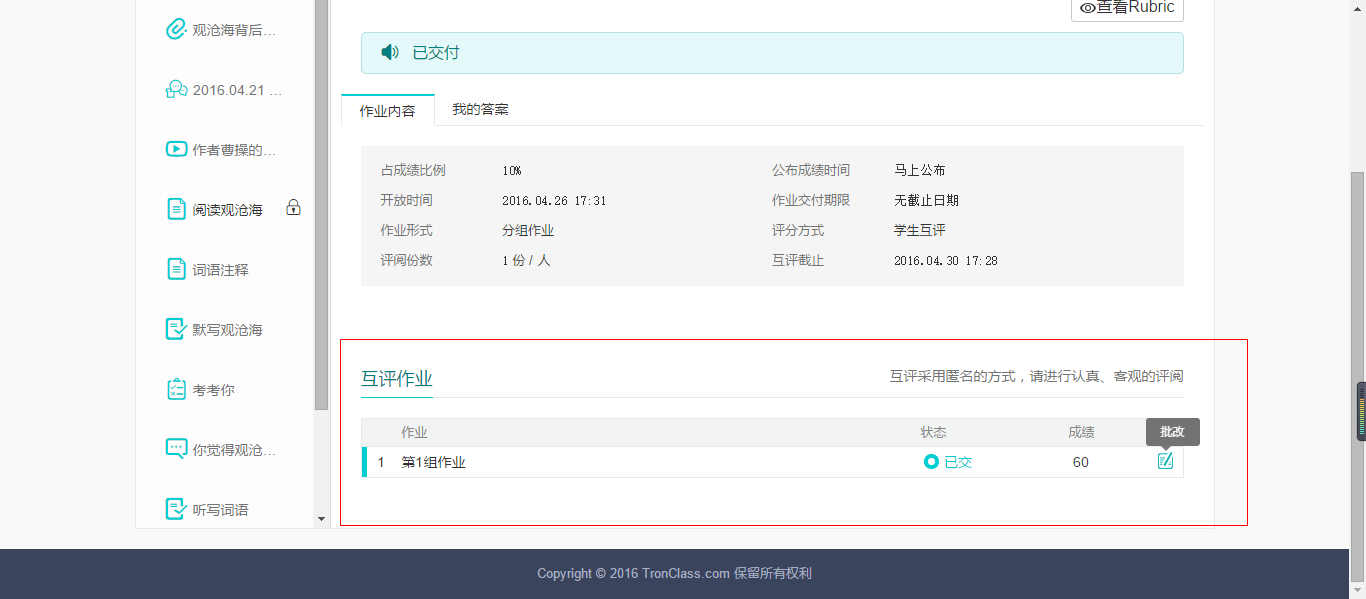 观沧海背后...
2016.04.21 ...
作者曹操的...
阅读观沧海
词语注释
默写观沧海
考考你
你觉得观沧...
听写词语
查看Rubric
已交付
作业内容 我的答案
占成绩比例 10% 公布成绩时间 马上公布
开放时间 2016.04.26 17:31 作业交付期限 无截止日期
作业形式 分组作业 评分方式 学生互评
评阅份数 1 份 / 人 互评截止 2016.04.30 17:28
互评作业 互评采用匿名的方式，请进行认真、客观的评阅
作业 状态 成绩 批改
1 第1组作业 已交 60
Copyright © 2016 TronClass.com 保留所有权利